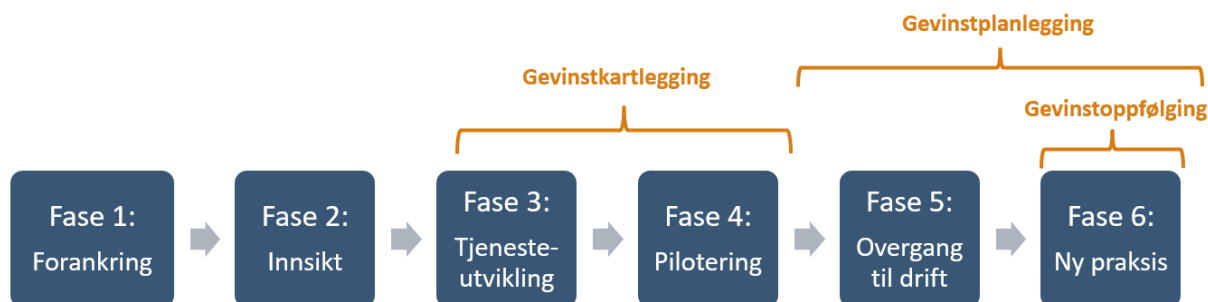 Gevinstplanlegging
Gevinstkartlegging
Gevinstoppfølging
Fase 1:
Forankring
Fase 2:
Innsikt
Fase 3:
Tjeneste-
utvikling
Fase 4:
Pilotering
Fase 5:
Overgang
til drift
Fase 6:
Ny praksis